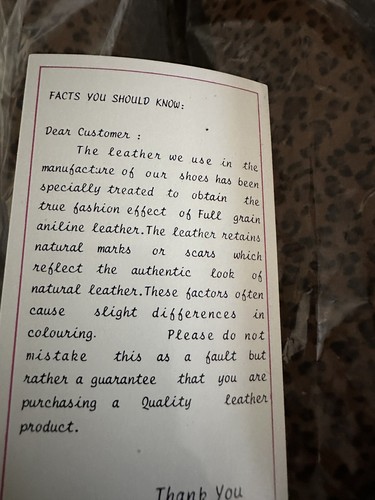 FACTS YOU SHOULD KNOW:
Dear Customer :
The leather we use in the
manufacture of our shoes has been
specially treated to obtain the
true fashion effect of Full grain
aniline leather.The leather retains
natural marks or scars which
reflect the authentic look of
natural leather.These factors often
cause slight differences in
colouring. Please do not
mistake this as a fault but
rather a guarantee that you are
purchasing a Quality leather
product.
Thank You